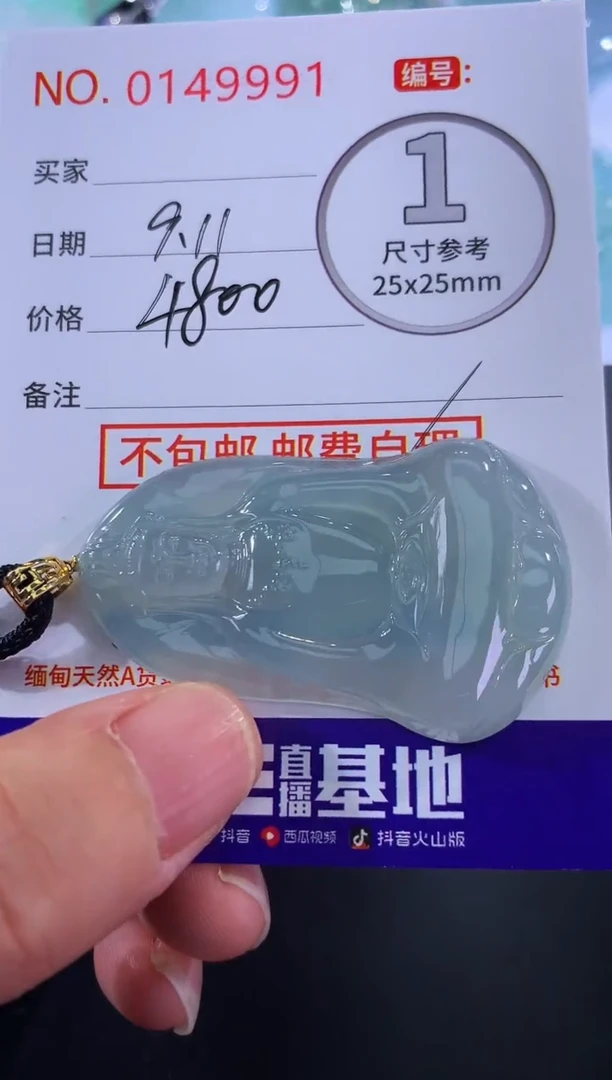 NO. 0149991
编号:
买家
1
日期 9.11
尺寸参考
25x25mm
价格 4800
备注
不包邮 邮费自理
缅甸天然A货
书
直播基地
抖音 西瓜视频 抖音火山版